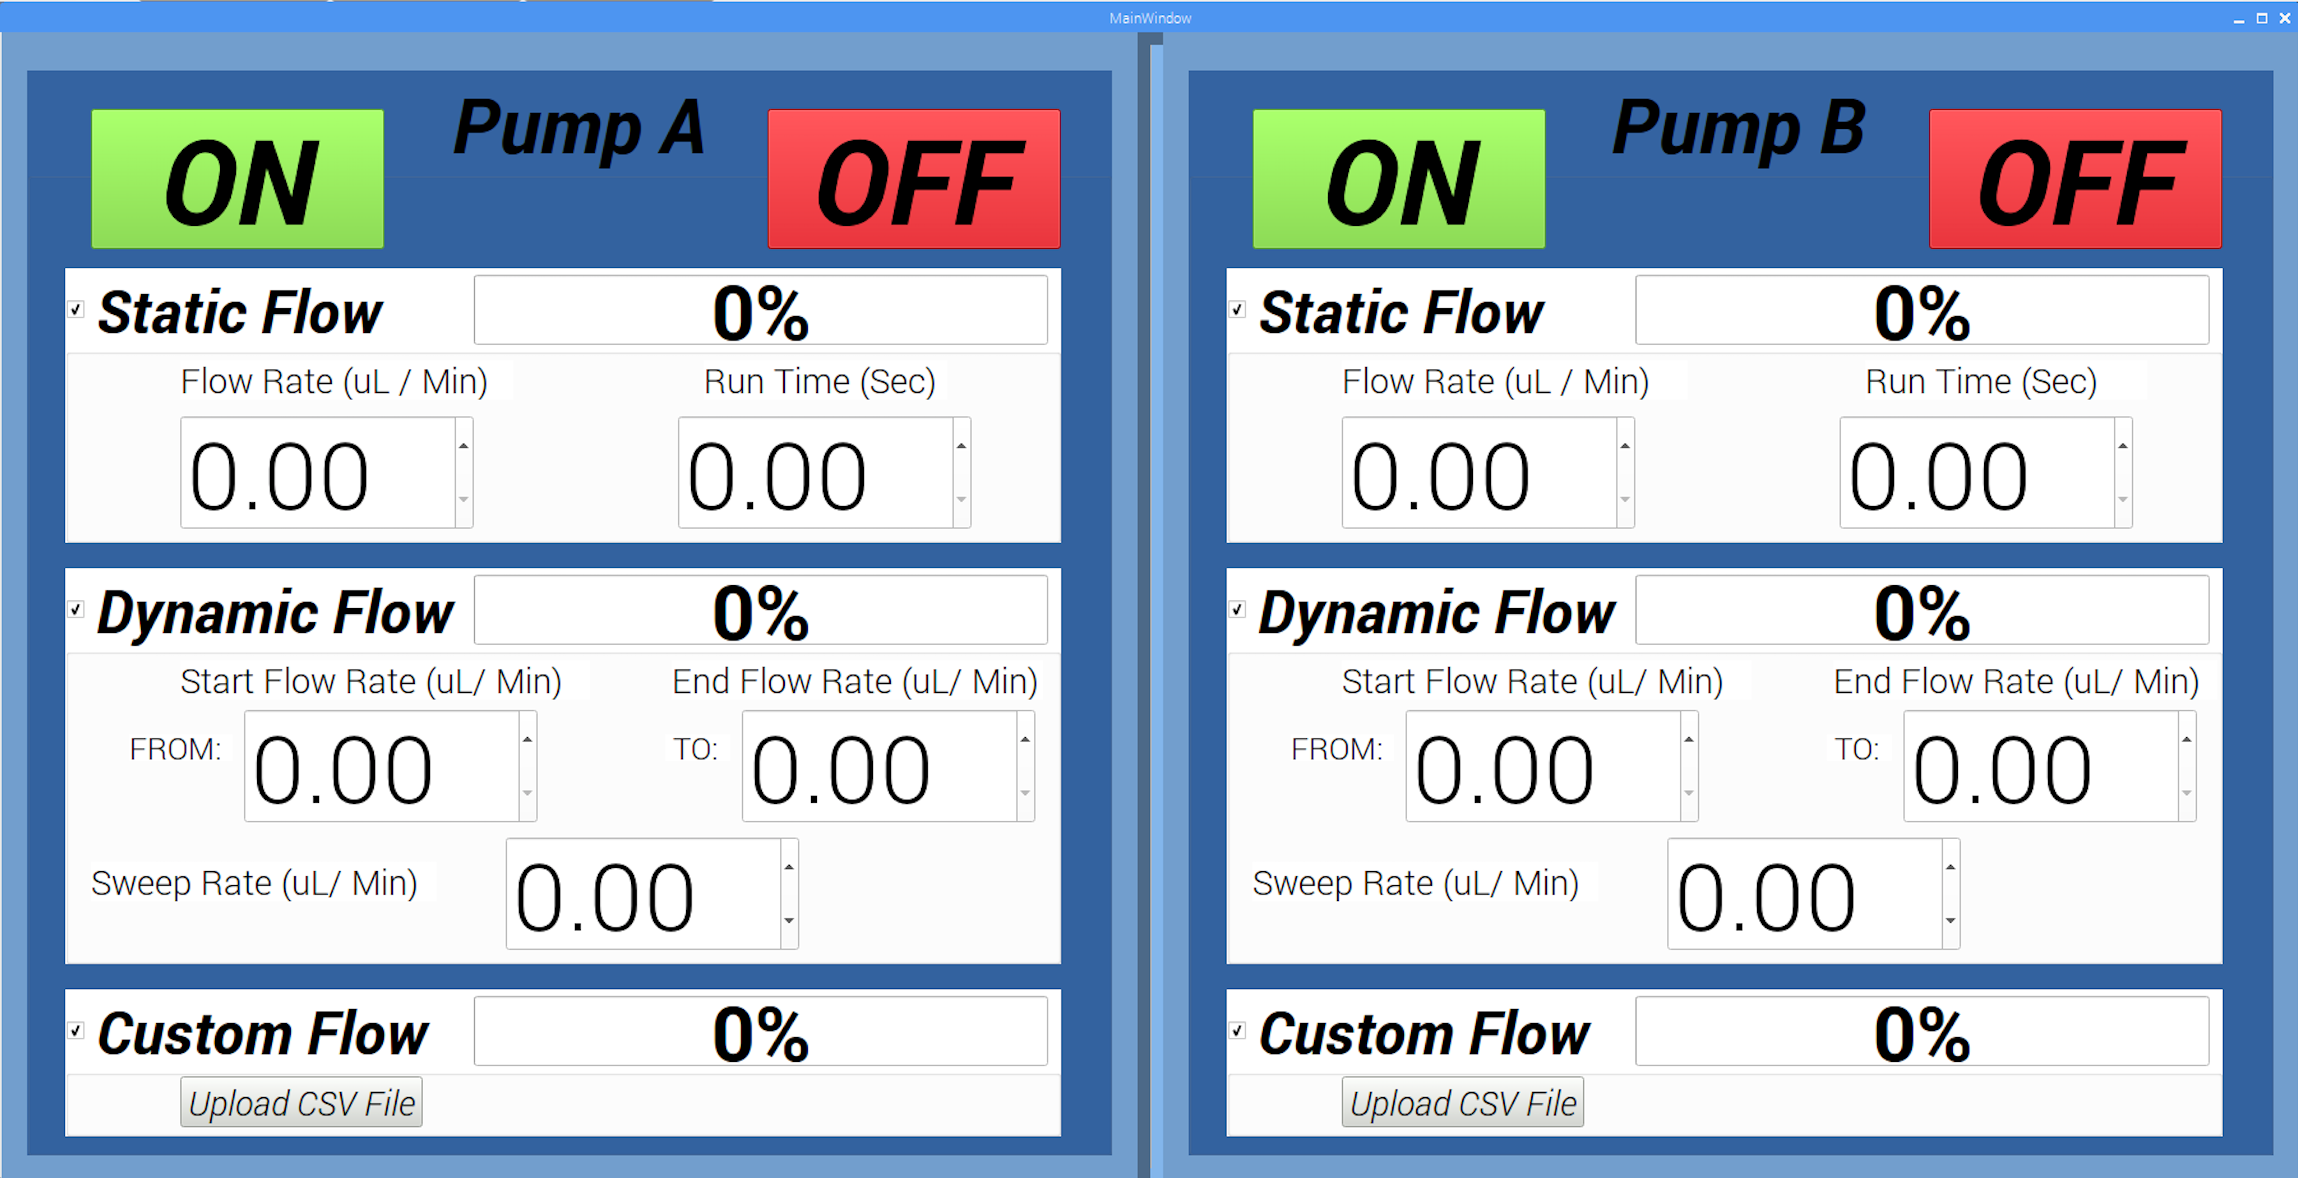 MainWindow
Pump A
ON
OFF
Static Flow
0%
Flow Rate (uL / Min)
Run Time (Sec)
0.00
0.00
Dynamic Flow
0%
Start Flow Rate (uL/ Min)
End Flow Rate (uL/ Min)
FROM:
0.00
TO:
0.00
Sweep Rate (uL/ Min)
0.00
Custom Flow
0%
Upload CSV File
Pump B
ON
OFF
Static Flow
0%
Flow Rate (uL / Min)
Run Time (Sec)
0.00
0.00
Dynamic Flow
0%
Start Flow Rate (uL/ Min)
End Flow Rate (uL/ Min)
FROM:
0.00
TO:
0.00
Sweep Rate (uL/ Min)
0.00
Custom Flow
0%
Upload CSV File